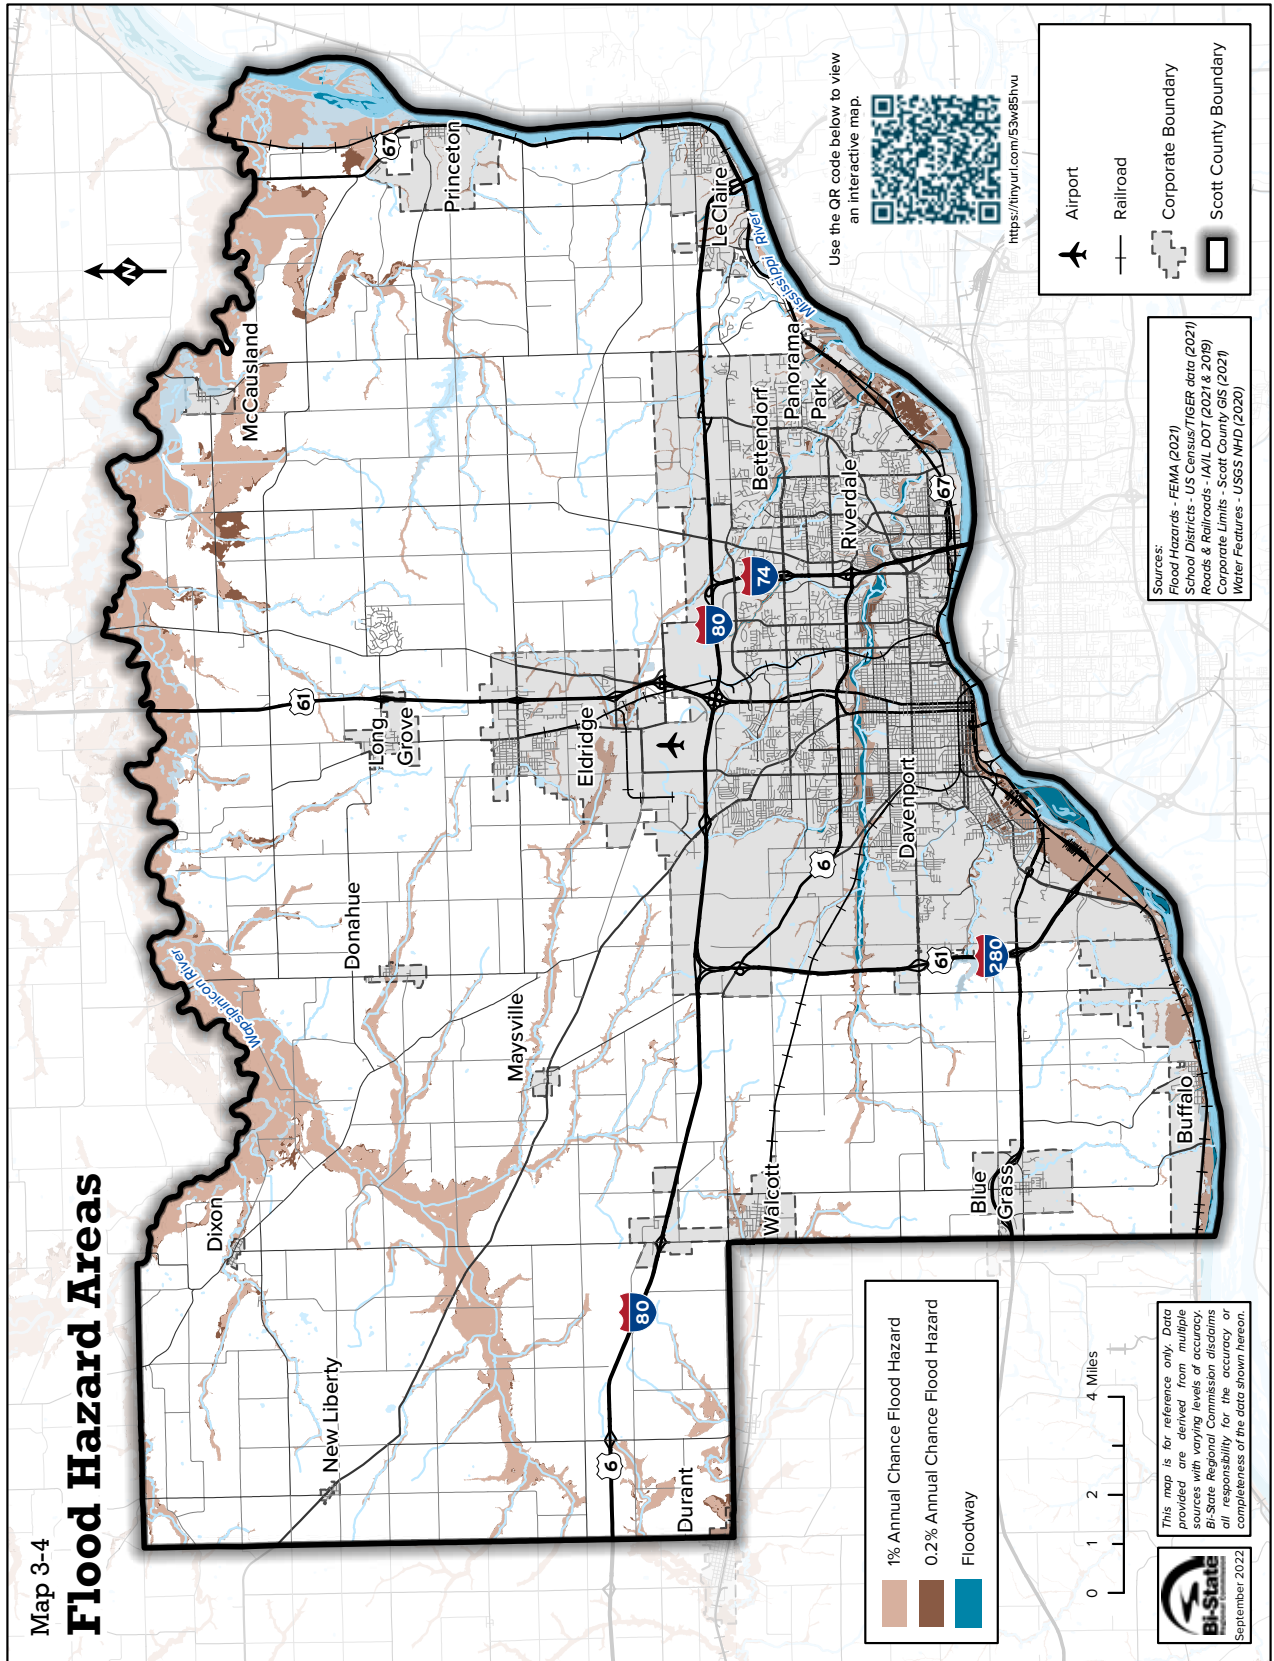 Map 3-4
Flood Hazard Areas
N
Wapsipinicon River
Mississippi River
Dixon
New Liberty
Donahue
Maysville
Long
Grove
McCausland
Princeton
Eldridge
LeClaire
Bettendorf
Panorama
Park
Riverdale
Davenport
Durant
Walcott
Blue
Grass
Buffalo
61
67
80
74
80
6
6
67
61
280
Use the QR code below to view
an interactive map.
https://tinyurl.com/53w85hvu
Airport
Railroad
Corporate Boundary
Scott County Boundary
Sources:
Flood Hazards - FEMA (2021)
School Districts - US Census/TIGER data (2021)
Roads & Railroads - IA/IL DOT (2021 & 2019)
Corporate Limits - Scott County GIS (2021)
Water Features - USGS NHD (2020)
1% Annual Chance Flood Hazard
0.2% Annual Chance Flood Hazard
Floodway
0 1 2 4 Miles
Bi-State
Regional Commission
September 2022
This map is for reference only. Data
provided are derived from multiple
sources with varying levels of accuracy.
Bi-State Regional Commission disclaims
all responsibility for the accuracy or
completeness of the data shown hereon.